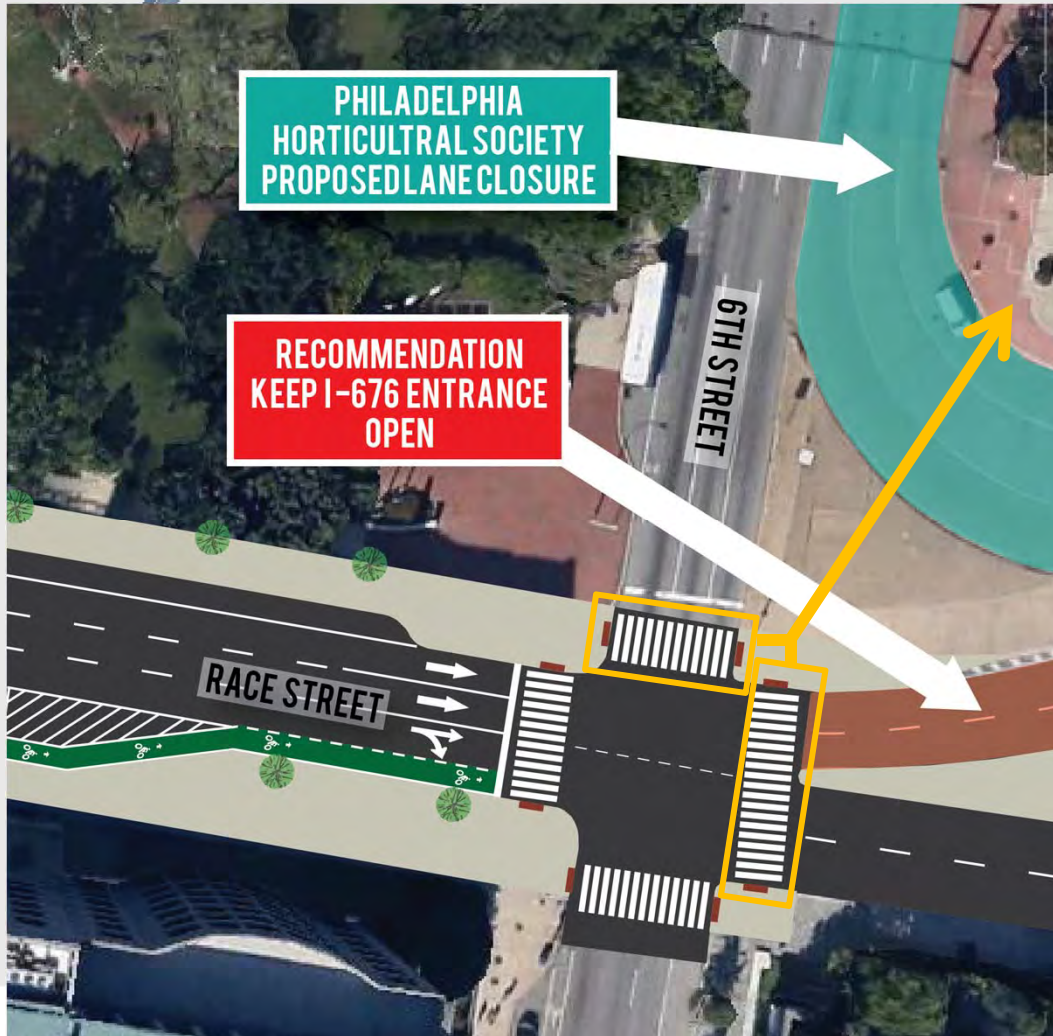 PHILADELPHIA
HORTICULTRAL SOCIETY
PROPOSED LANE CLOSURE
RECOMMENDATION
KEEP I-676 ENTRANCE
OPEN
6TH STREET
RACE STREET